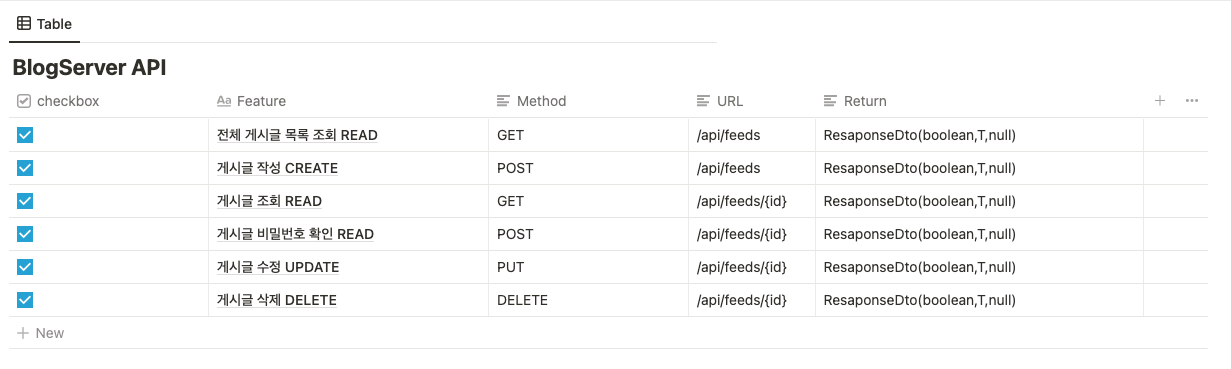 Table
BlogServer API
checkbox Aa Feature Method URL Return
전체 게시글 목록 조회 READ GET /api/feeds ResaponseDto(boolean,T,null)
게시글 작성 CREATE POST /api/feeds ResaponseDto(boolean,T,null)
게시글 조회 READ GET /api/feeds/{id} ResaponseDto(boolean,T,null)
게시글 비밀번호 확인 READ POST /api/feeds/{id} ResaponseDto(boolean,T,null)
게시글 수정 UPDATE PUT /api/feeds/{id} ResaponseDto(boolean,T,null)
게시글 삭제 DELETE DELETE /api/feeds/{id} ResaponseDto(boolean,T,null)
+ New